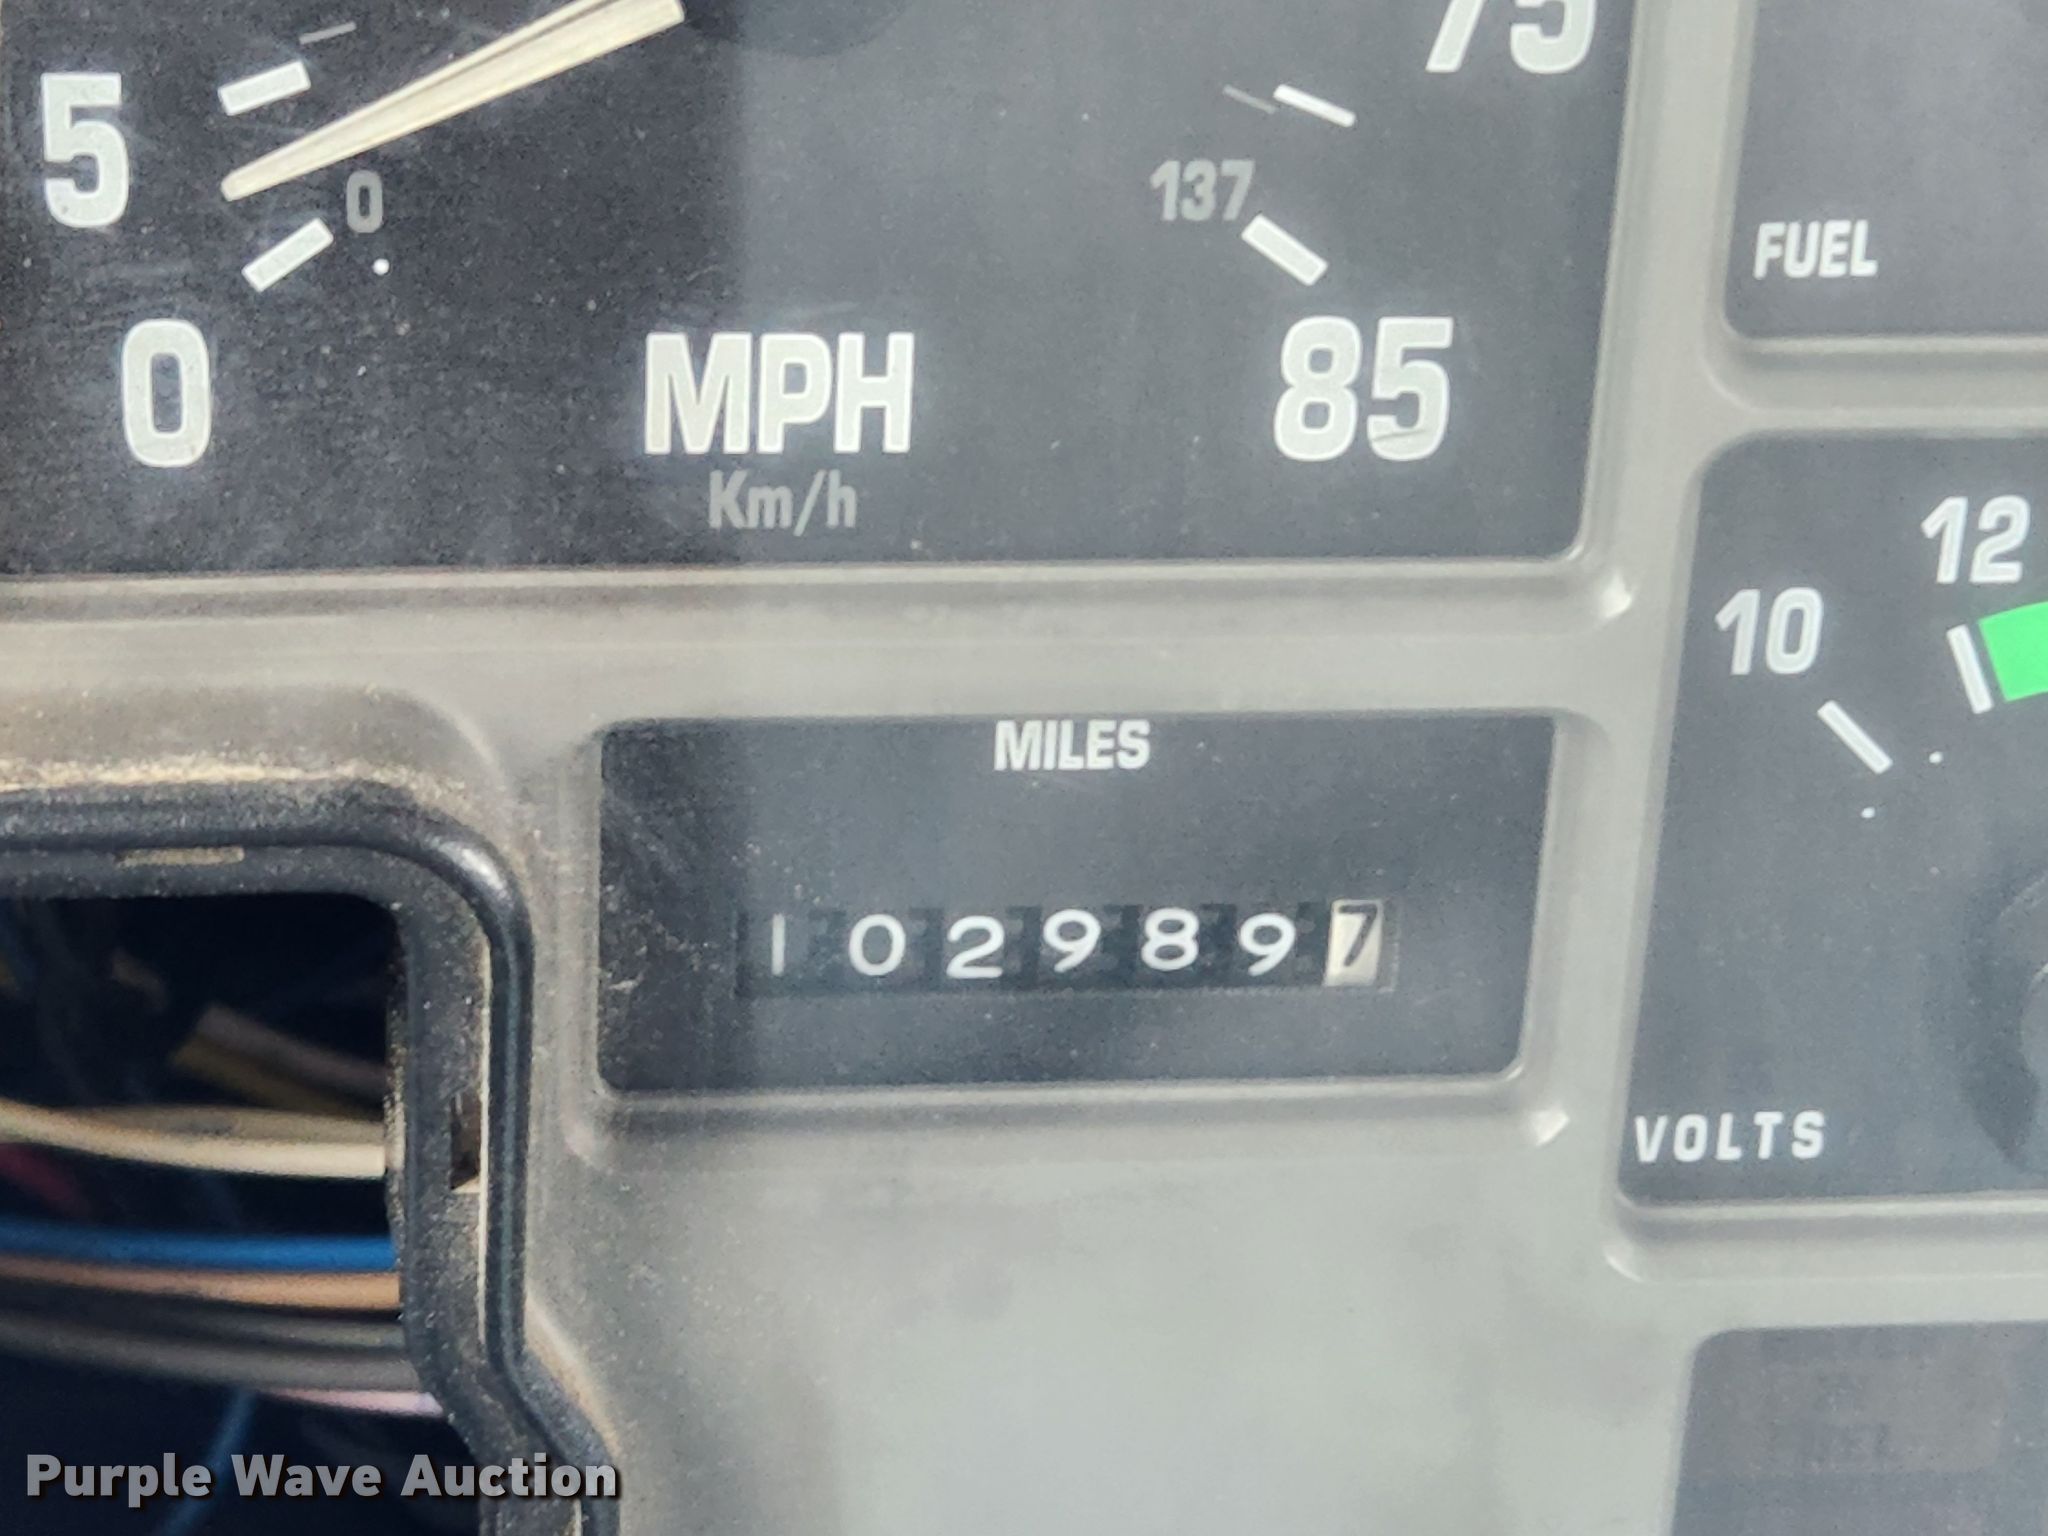 75
5
0
137
0
85
MPH
Km/h
FUEL
12
10
MILES
1029897
VOLTS
Purple Wave Auction